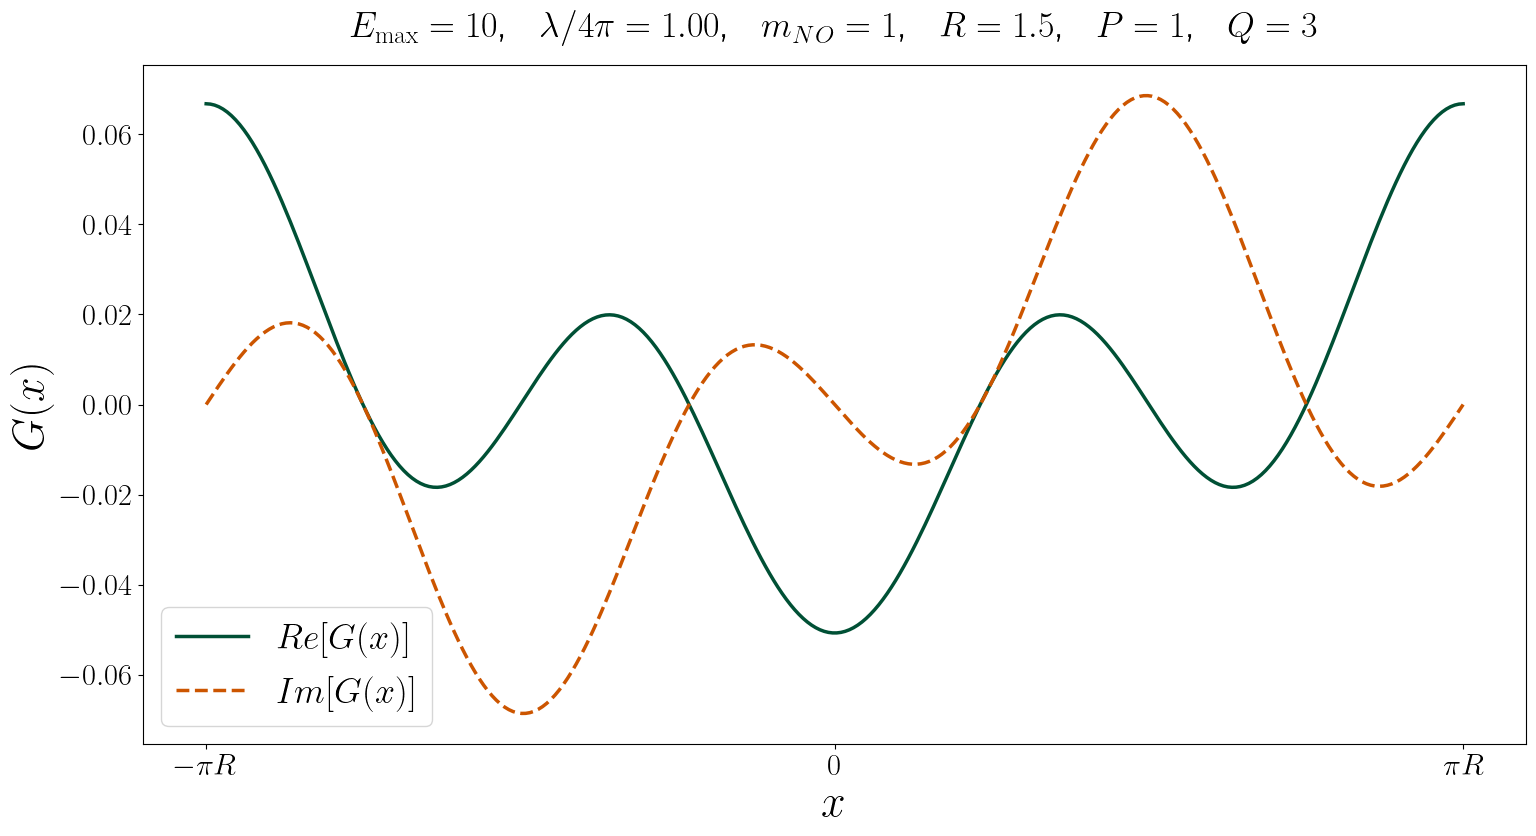 E_max = 10, λ/4π = 1.00, m_NO = 1, R = 1.5, P = 1, Q = 3
G(x)
0.06
0.04
0.02
0.00
−0.02
−0.04
−0.06
Re[G(x)]
Im[G(x)]
−πR 0 πR
x